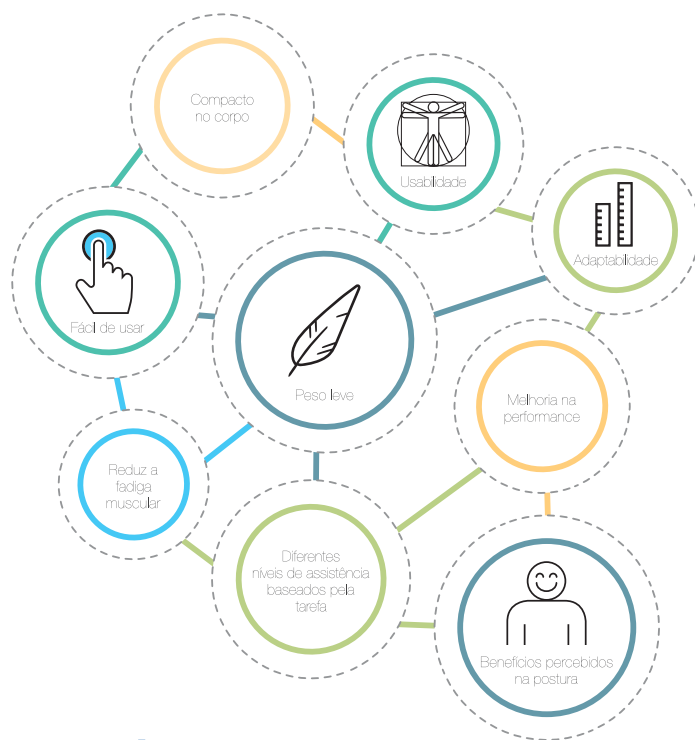 Compacto
no corpo
Usabilidade
Adaptabilidade
Fácil de usar
Peso leve
Melhoria na
performance
Reduz a
fadiga
muscular
Diferentes
níveis de assistência
baseados pela
tarefa
Benefícios percebidos
na postura